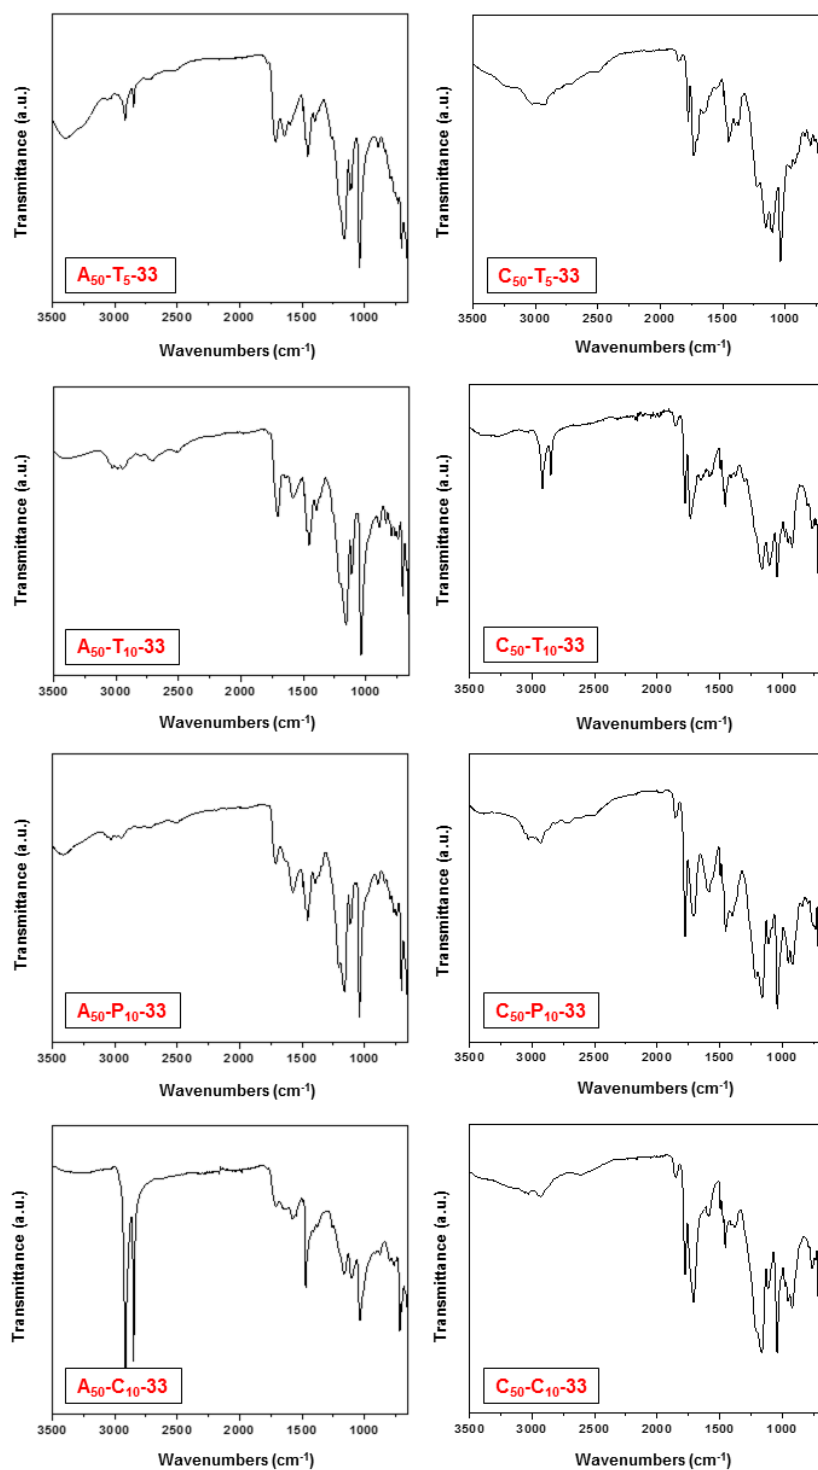 Transmittance (a.u.)
A₅₀-T₅-33
3500 3000 2500 2000 1500 1000
Wavenumbers (cm⁻¹)
Transmittance (a.u.)
C₅₀-T₅-33
3500 3000 2500 2000 1500 1000
Wavenumbers (cm⁻¹)
Transmittance (a.u.)
A₅₀-T₁₀-33
3500 3000 2500 2000 1500 1000
Wavenumbers (cm⁻¹)
Transmittance (a.u.)
C₅₀-T₁₀-33
3500 3000 2500 2000 1500 1000
Wavenumbers (cm⁻¹)
Transmittance (a.u.)
A₅₀-P₁₀-33
3500 3000 2500 2000 1500 1000
Wavenumbers (cm⁻¹)
Transmittance (a.u.)
C₅₀-P₁₀-33
3500 3000 2500 2000 1500 1000
Wavenumbers (cm⁻¹)
Transmittance (a.u.)
A₅₀-C₁₀-33
3500 3000 2500 2000 1500 1000
Wavenumbers (cm⁻¹)
Transmittance (a.u.)
C₅₀-C₁₀-33
3500 3000 2500 2000 1500 1000
Wavenumbers (cm⁻¹)